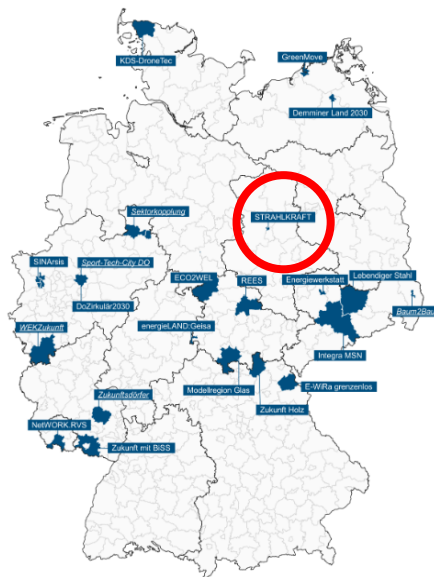 KDS-DroneTec
GreenMove
Demminer Land 2030
Sektorkopplung
STRAHLKRAFT
SINArsis
Sport-Tech-City DO
DoZirkulär2030
ECO2WEL
REES
Energiewerkstatt
Lebendiger Stahl
Baum2Bau
WEKZukunft
energieLAND Geisa
Integra MSN
Modellregion Glas
E-WiRa grenzenlos
Zukunft Holz
Zukunftsdörfer
NetWORK.RVS
Zukunft mit BiSS